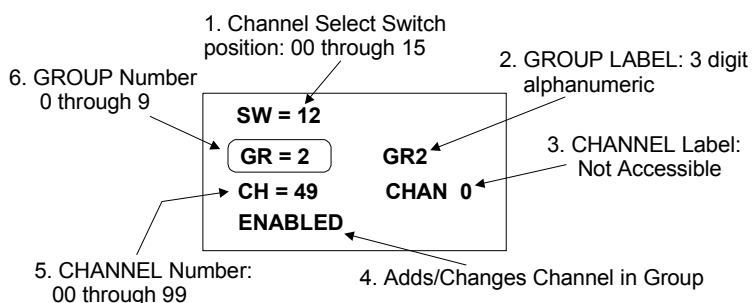 1. Channel Select Switch
position: 00 through 15
2. GROUP LABEL: 3 digit
alphanumeric
6. GROUP Number
0 through 9
SW = 12
GR = 2 GR2
3. CHANNEL Label:
Not Accessible
CH = 49 CHAN 0
ENABLED
5. CHANNEL Number:
00 through 99
4. Adds/Changes Channel in Group